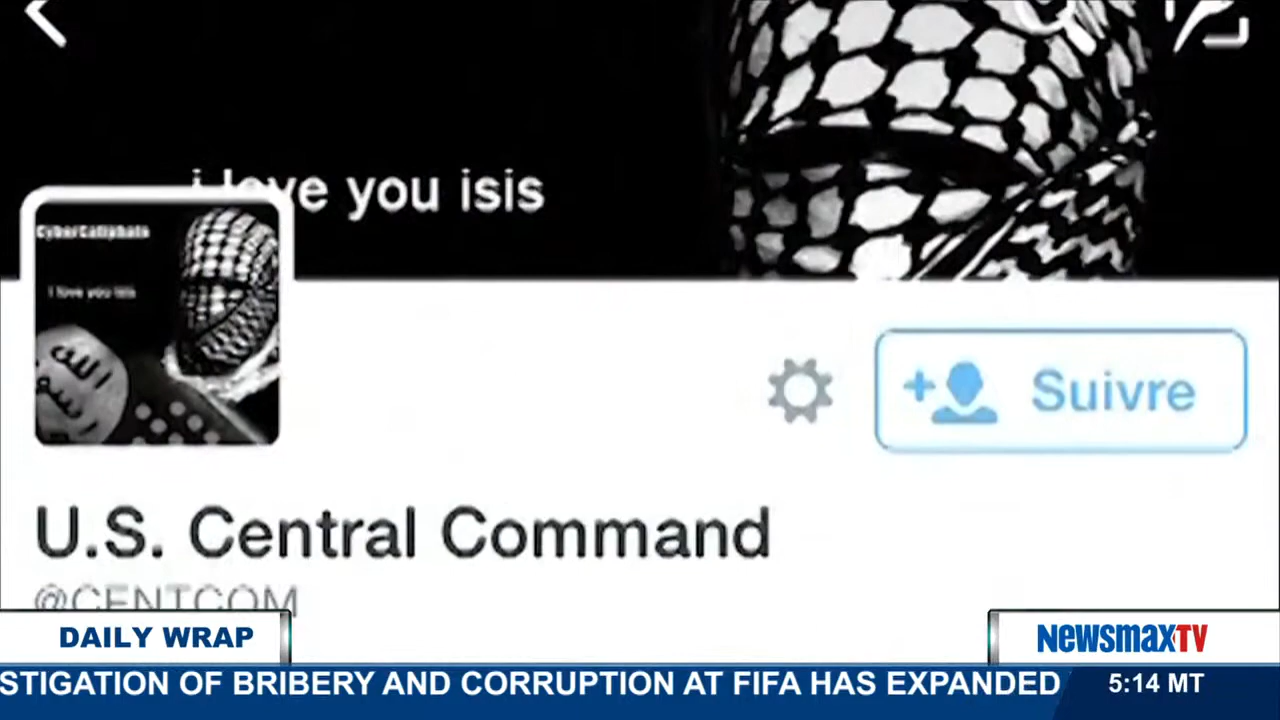 i love you isis
CyberCaliphate
i love you isis
Suivre
U.S. Central Command
@CENTCOM
DAILY WRAP
NEWSMAXTV
STIGATION OF BRIBERY AND CORRUPTION AT FIFA HAS EXPANDED
5:14 MT